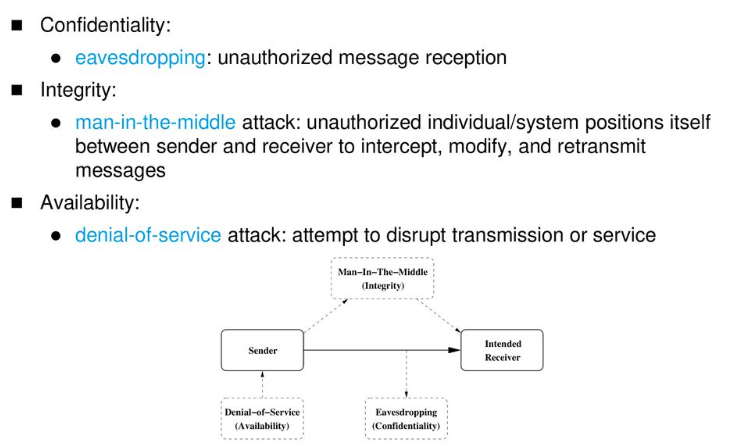 ■ Confidentiality:
● eavesdropping: unauthorized message reception
■ Integrity:
● man-in-the-middle attack: unauthorized individual/system positions itself
between sender and receiver to intercept, modify, and retransmit
messages
■ Availability:
● denial-of-service attack: attempt to disrupt transmission or service
Man−In−The−Middle
(Integrity)
Sender
Intended
Receiver
Denial−of−Service
(Availability)
Eavesdropping
(Confidentiality)